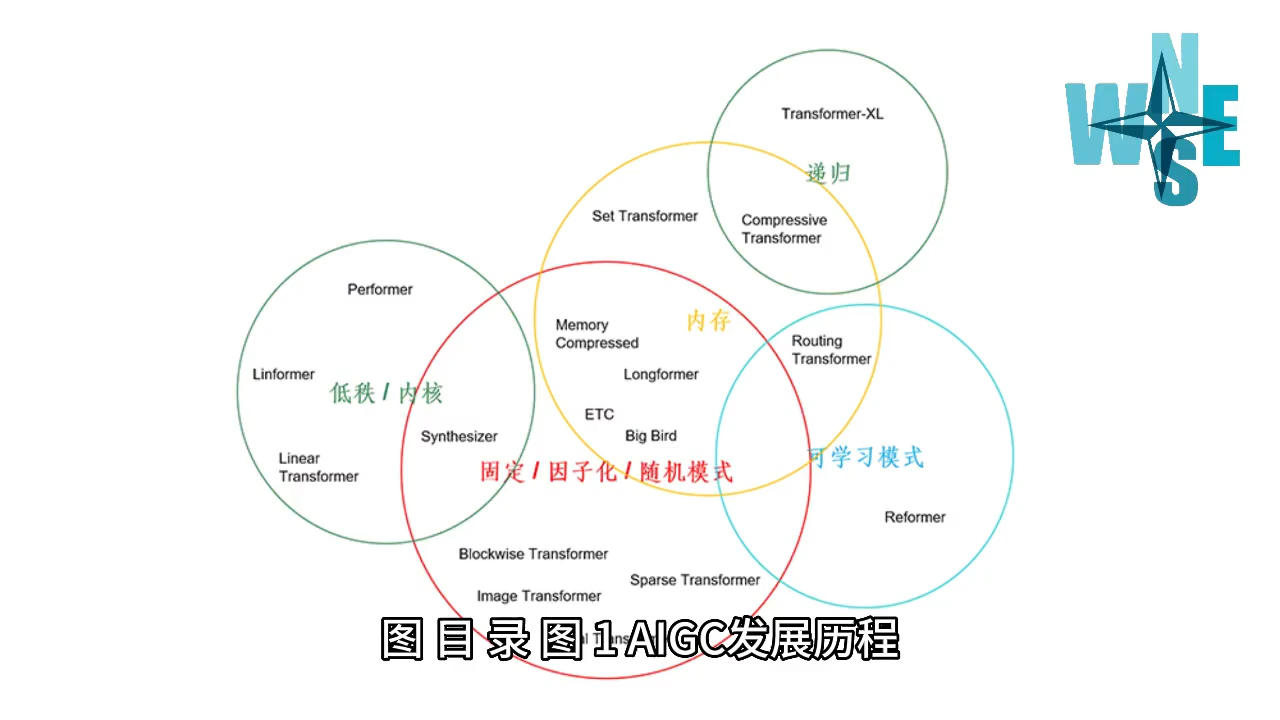 N
W E
S
Transformer-XL
递归
Set Transformer
Compressive
Transformer
Performer
内存
Memory
Compressed
Routing
Transformer
Linformer
Longformer
低秩 / 内核
ETC
Synthesizer
Big Bird
可学习模式
Linear
Transformer
固定 / 因子化 / 随机模式
Reformer
Blockwise Transformer
Sparse Transformer
Image Transformer
图 目 录 图 1 AIGC发展历程